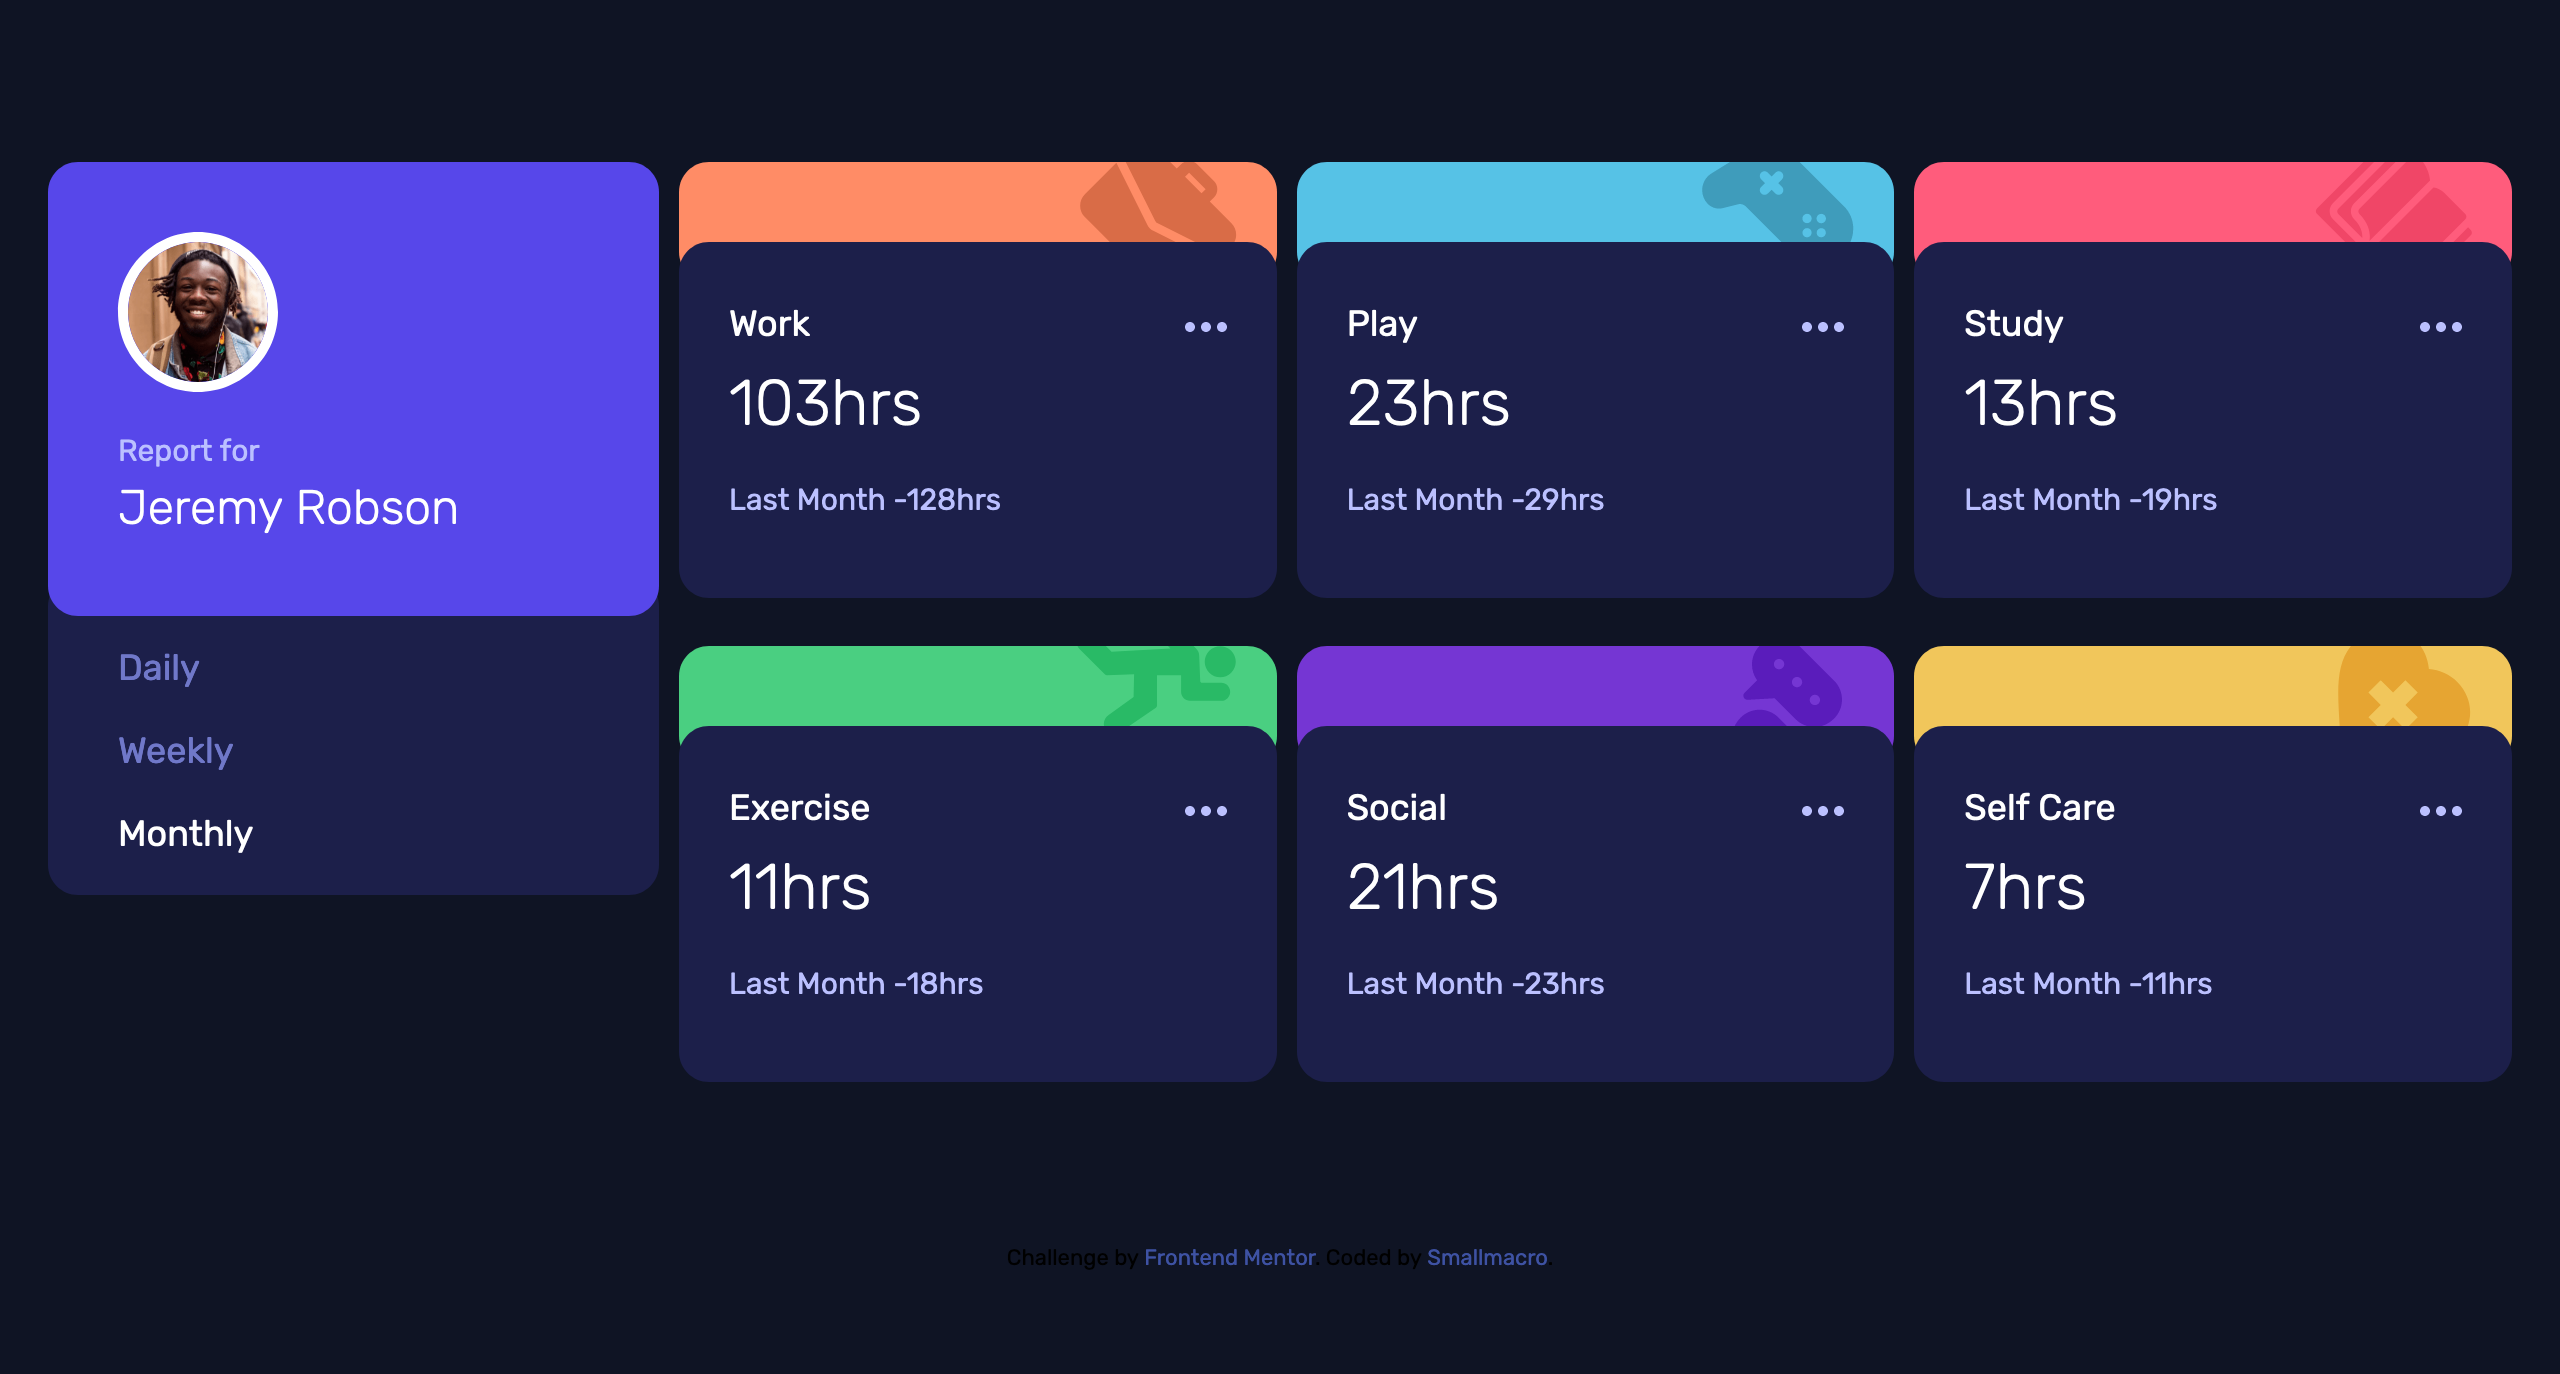 Report for
Jeremy Robson
Daily
Weekly
Monthly
Work
103hrs
Last Month -128hrs
Play
23hrs
Last Month -29hrs
Study
13hrs
Last Month -19hrs
Exercise
11hrs
Last Month -18hrs
Social
21hrs
Last Month -23hrs
Self Care
7hrs
Last Month -11hrs
Challenge by Frontend Mentor. Coded by Smallmacro.